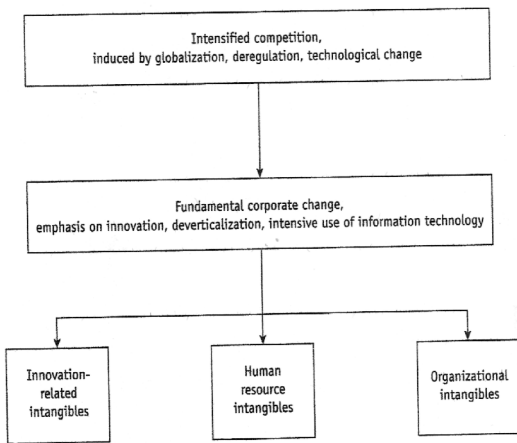 Intensified competition,
induced by globalization, deregulation, technological change
Fundamental corporate change,
emphasis on innovation, deverticalization, intensive use of information technology
Innovation-
related
intangibles
Human
resource
intangibles
Organizational
intangibles